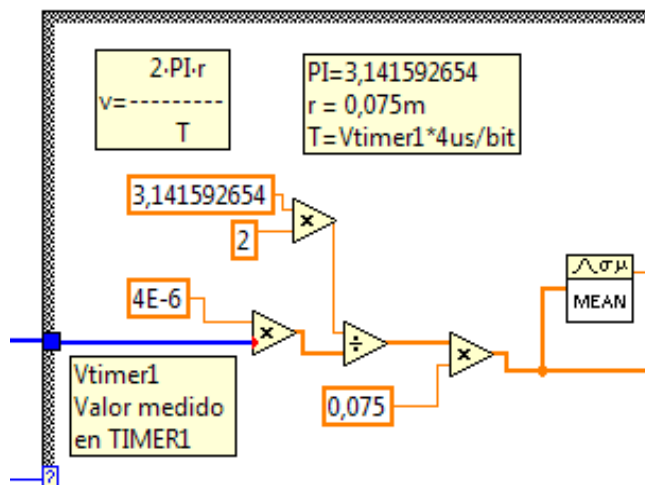 2·PI·r
v=---------
T
PI=3,141592654
r = 0,075m
T=Vtimer1*4us/bit
3,141592654
×
2
4E-6
×
÷
×
σμ
MEAN
Vtimer1
Valor medido
en TIMER1
0,075
?